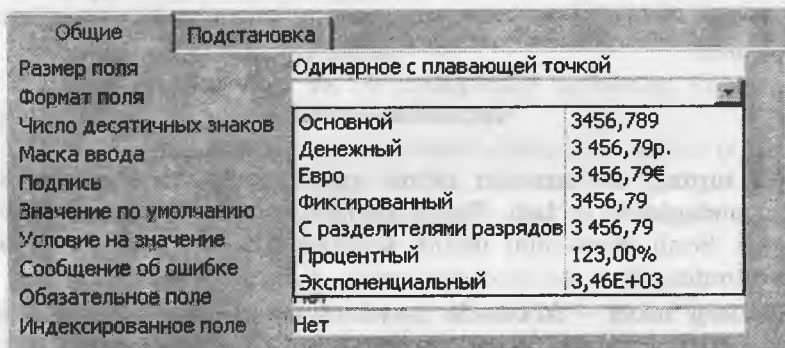 Общие Подстановка
Размер поля Одинарное с плавающей точкой
Формат поля
Число десятичных знаков Основной 3456,789
Маска ввода Денежный 3 456,79р.
Подпись Евро 3 456,79€
Значение по умолчанию Фиксированный 3456,79
Условие на значение С разделителями разрядов 3 456,79
Сообщение об ошибке Процентный 123,00%
Обязательное поле Экспоненциальный 3,46E+03
Индексированное поле Нет